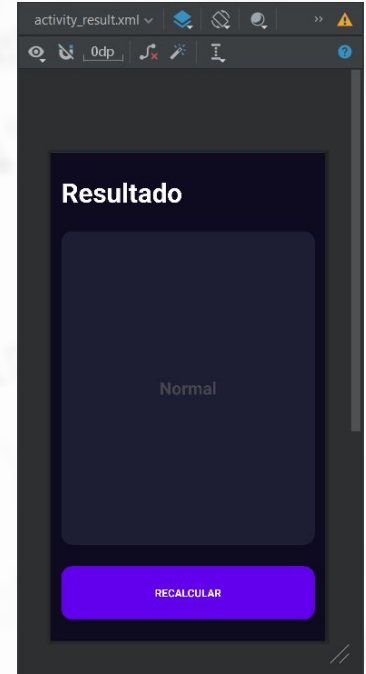 activity_result.xml
0dp
Resultado
Normal
RECALCULAR